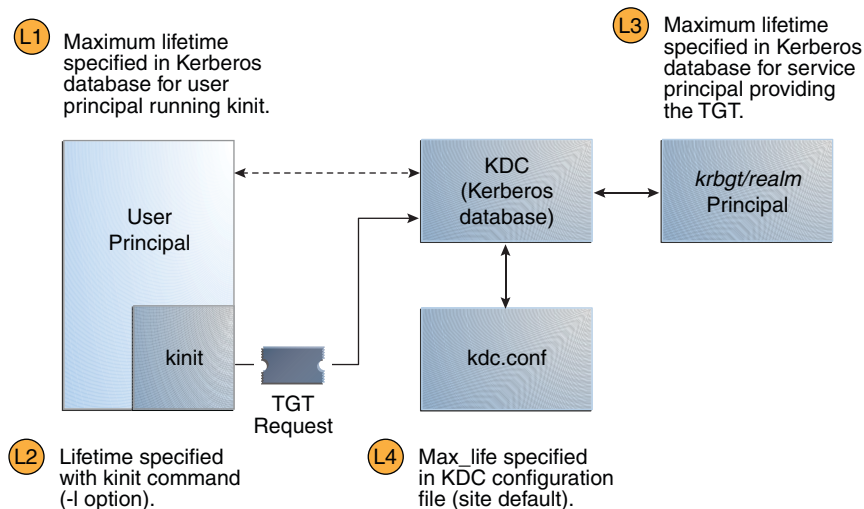 L1
Maximum lifetime
specified in Kerberos
database for user
principal running kinit.
L3
Maximum lifetime
specified in Kerberos
database for service
principal providing
the TGT.
User
Principal
kinit
TGT
Request
KDC
(Kerberos
database)
krbgt/realm
Principal
kdc.conf
L2
Lifetime specified
with kinit command
(-l option).
L4
Max_life specified
in KDC configuration
file (site default).